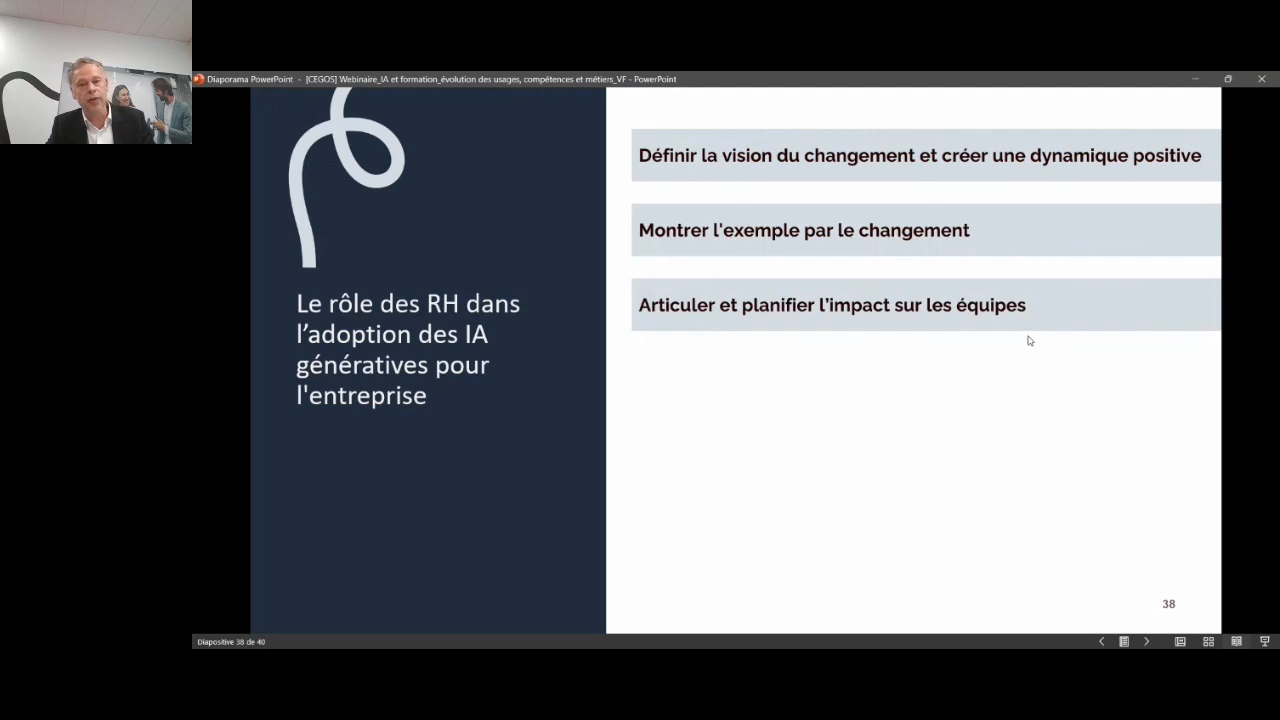 Diaporama PowerPoint - [CEGOS] Webinaire_IA et formation_évolution des usages, compétences et métiers_VF - PowerPoint
Le rôle des RH dans
l’adoption des IA
génératives pour
l'entreprise
Définir la vision du changement et créer une dynamique positive
Montrer l'exemple par le changement
Articuler et planifier l’impact sur les équipes
38
Diapositive 38 de 40